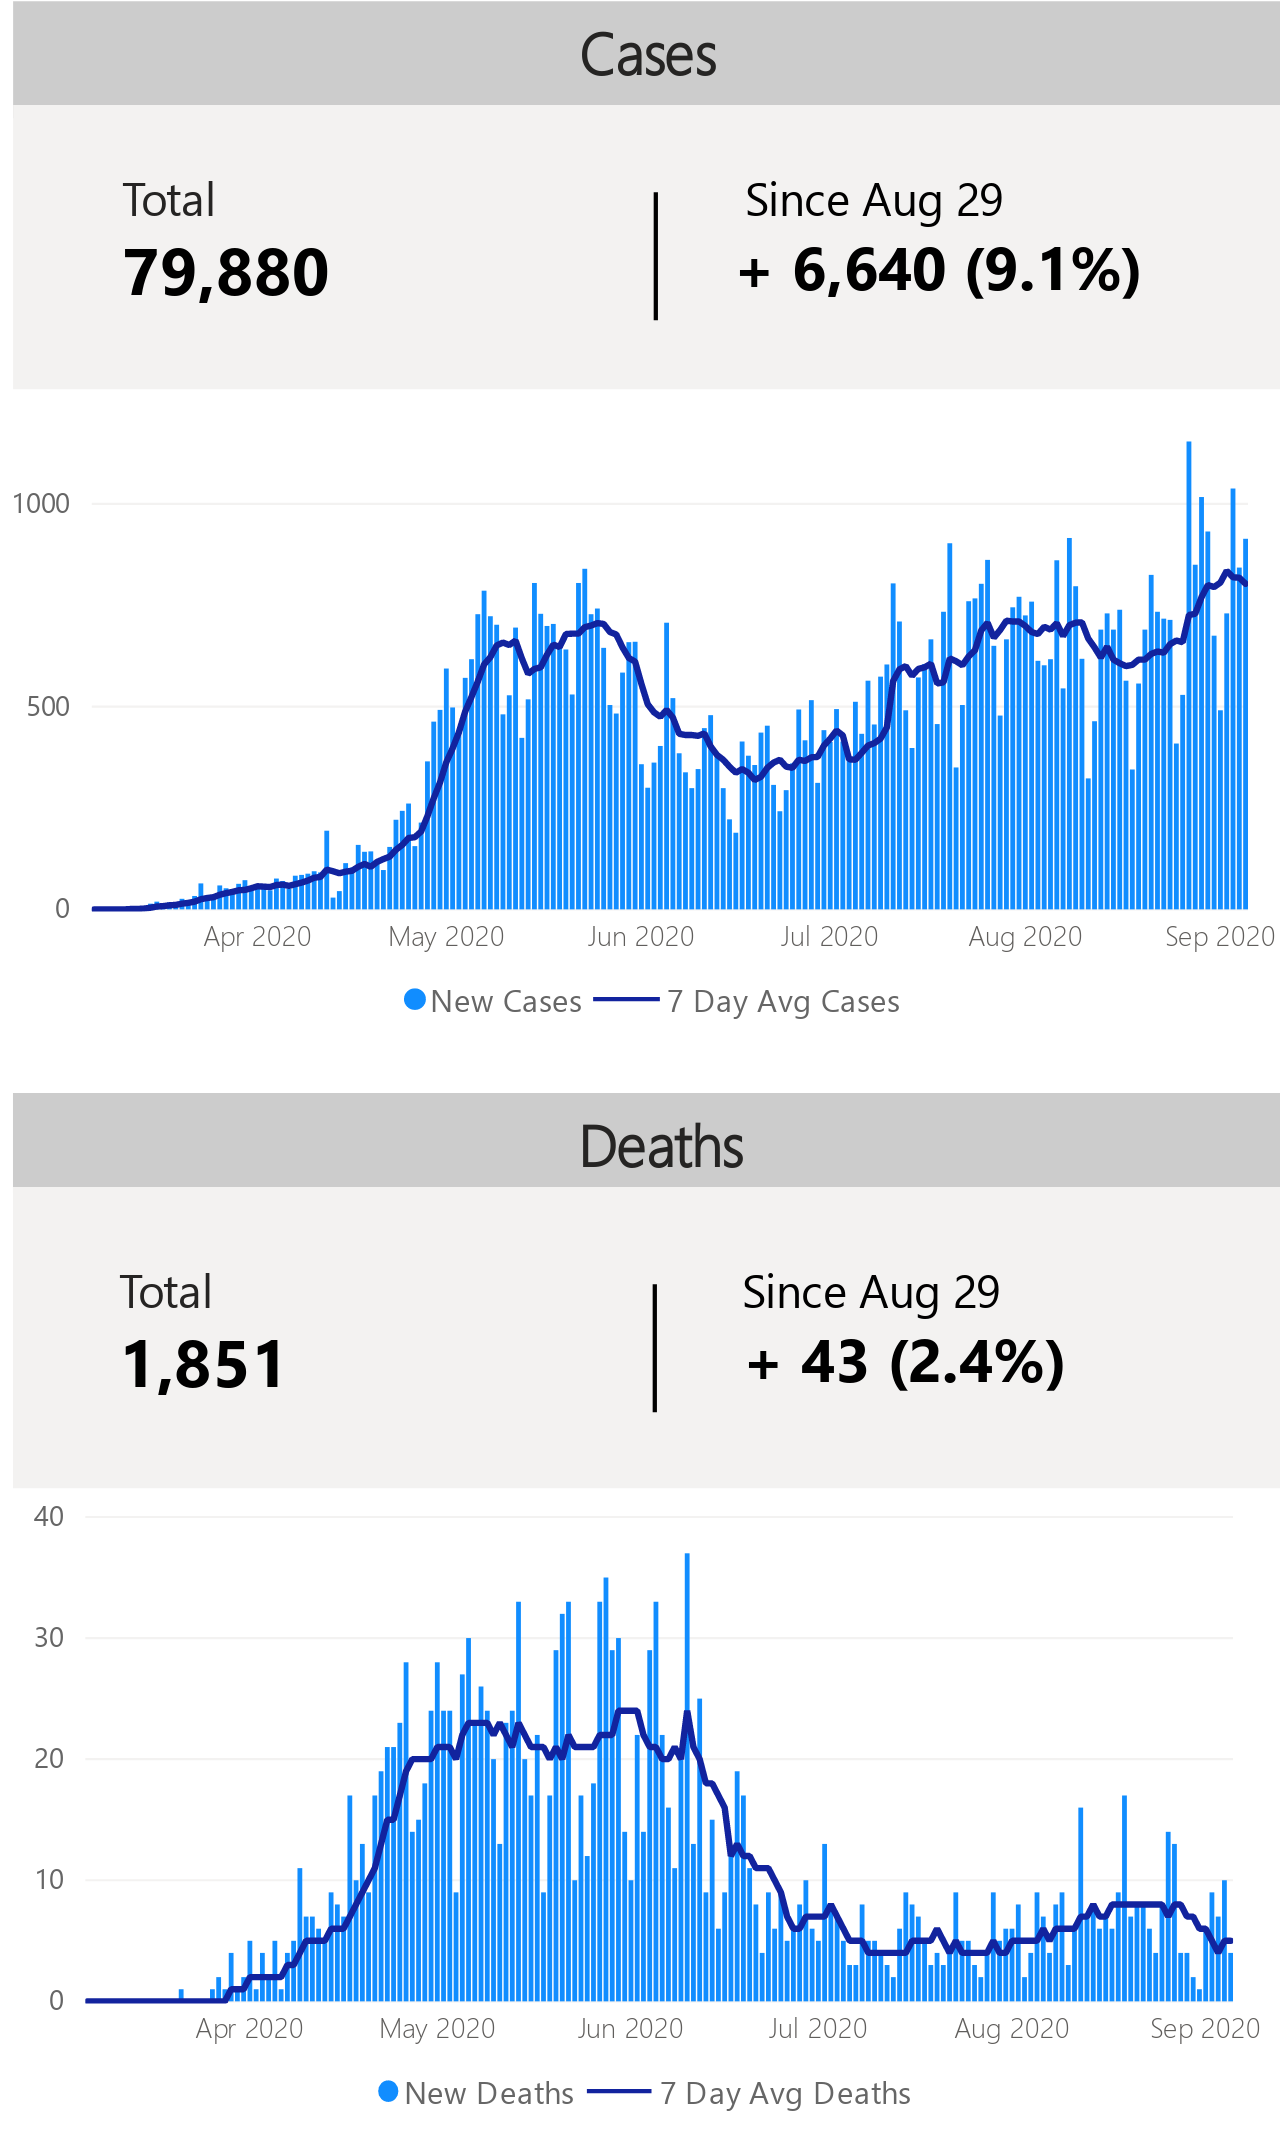 Cases
Total
Since Aug 29
79,880
+ 6,640 (9.1%)
1000
500
0
Apr 2020 May 2020 Jun 2020 Jul 2020 Aug 2020 Sep 2020
New Cases 7 Day Avg Cases
Deaths
Total
Since Aug 29
1,851
+ 43 (2.4%)
40
30
20
10
0
Apr 2020 May 2020 Jun 2020 Jul 2020 Aug 2020 Sep 2020
New Deaths 7 Day Avg Deaths